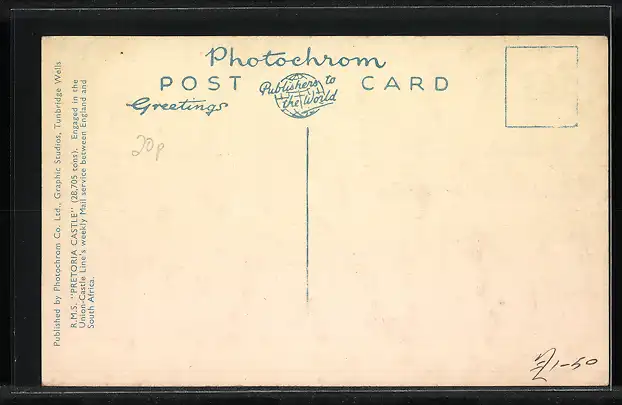 Photochrom
POST CARD
Publishers to
the World
Greetings
20p
Published by Photochrom Co. Ltd., Graphic Studios, Tunbridge Wells
R.M.S. "PRETORIA CASTLE" (28,705 tons). Engaged in the
Union-Castle Line's weekly Mail service between England and
South Africa.
£1-50